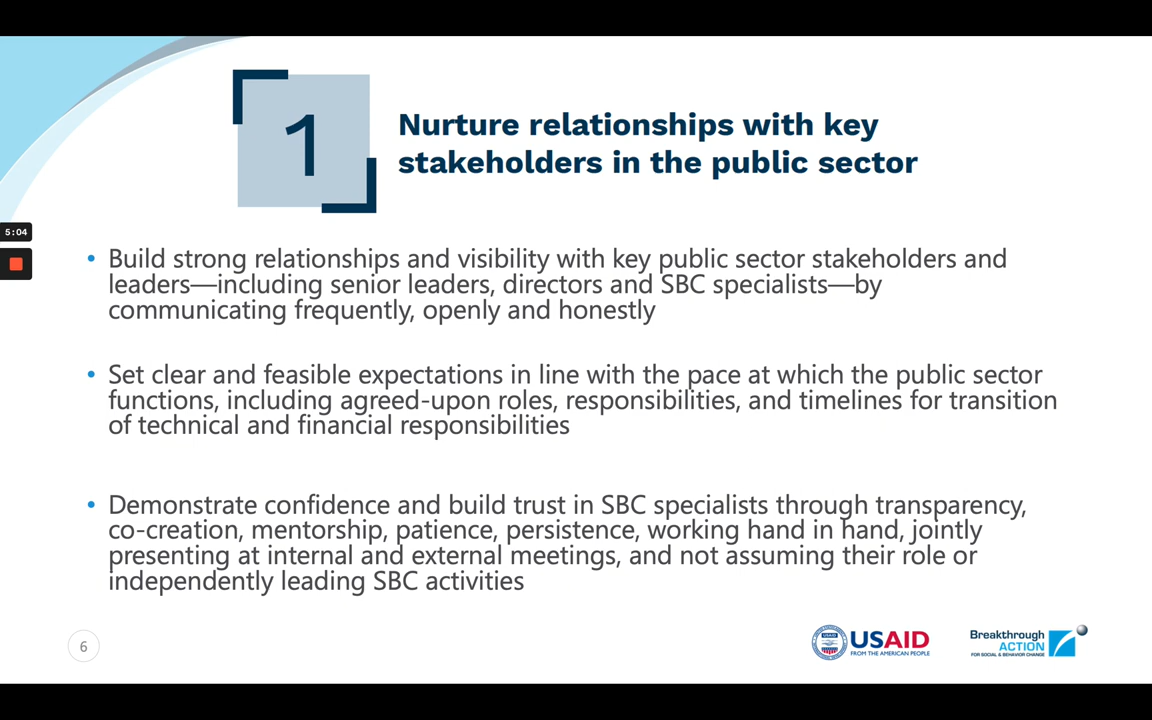 1
Nurture relationships with key
stakeholders in the public sector
5:04
• Build strong relationships and visibility with key public sector stakeholders and
leaders—including senior leaders, directors and SBC specialists—by
communicating frequently, openly and honestly
• Set clear and feasible expectations in line with the pace at which the public sector
functions, including agreed-upon roles, responsibilities, and timelines for transition
of technical and financial responsibilities
• Demonstrate confidence and build trust in SBC specialists through transparency,
co-creation, mentorship, patience, persistence, working hand in hand, jointly
presenting at internal and external meetings, and not assuming their role or
independently leading SBC activities
6
USAID
FROM THE AMERICAN PEOPLE
Breakthrough
ACTION
FOR SOCIAL & BEHAVIOR CHANGE